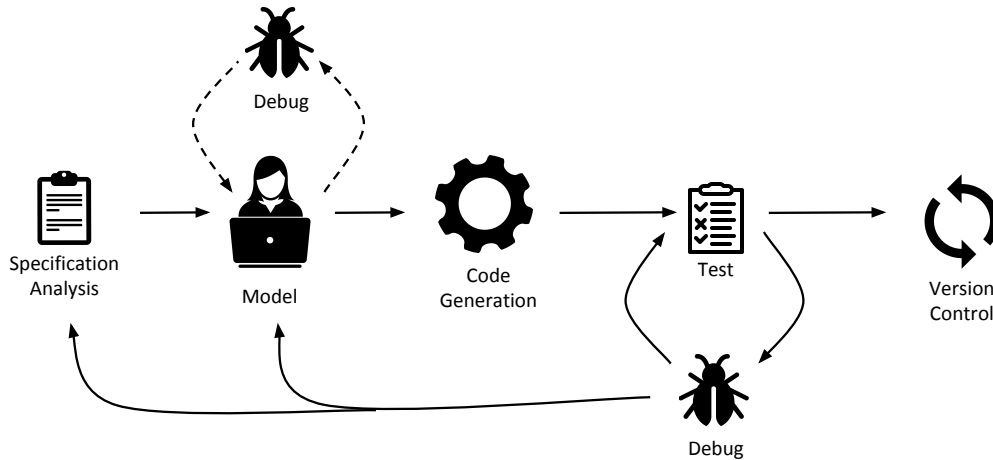 Debug
Specification
Analysis
Model
Code
Generation
Test
Version
Control
Debug